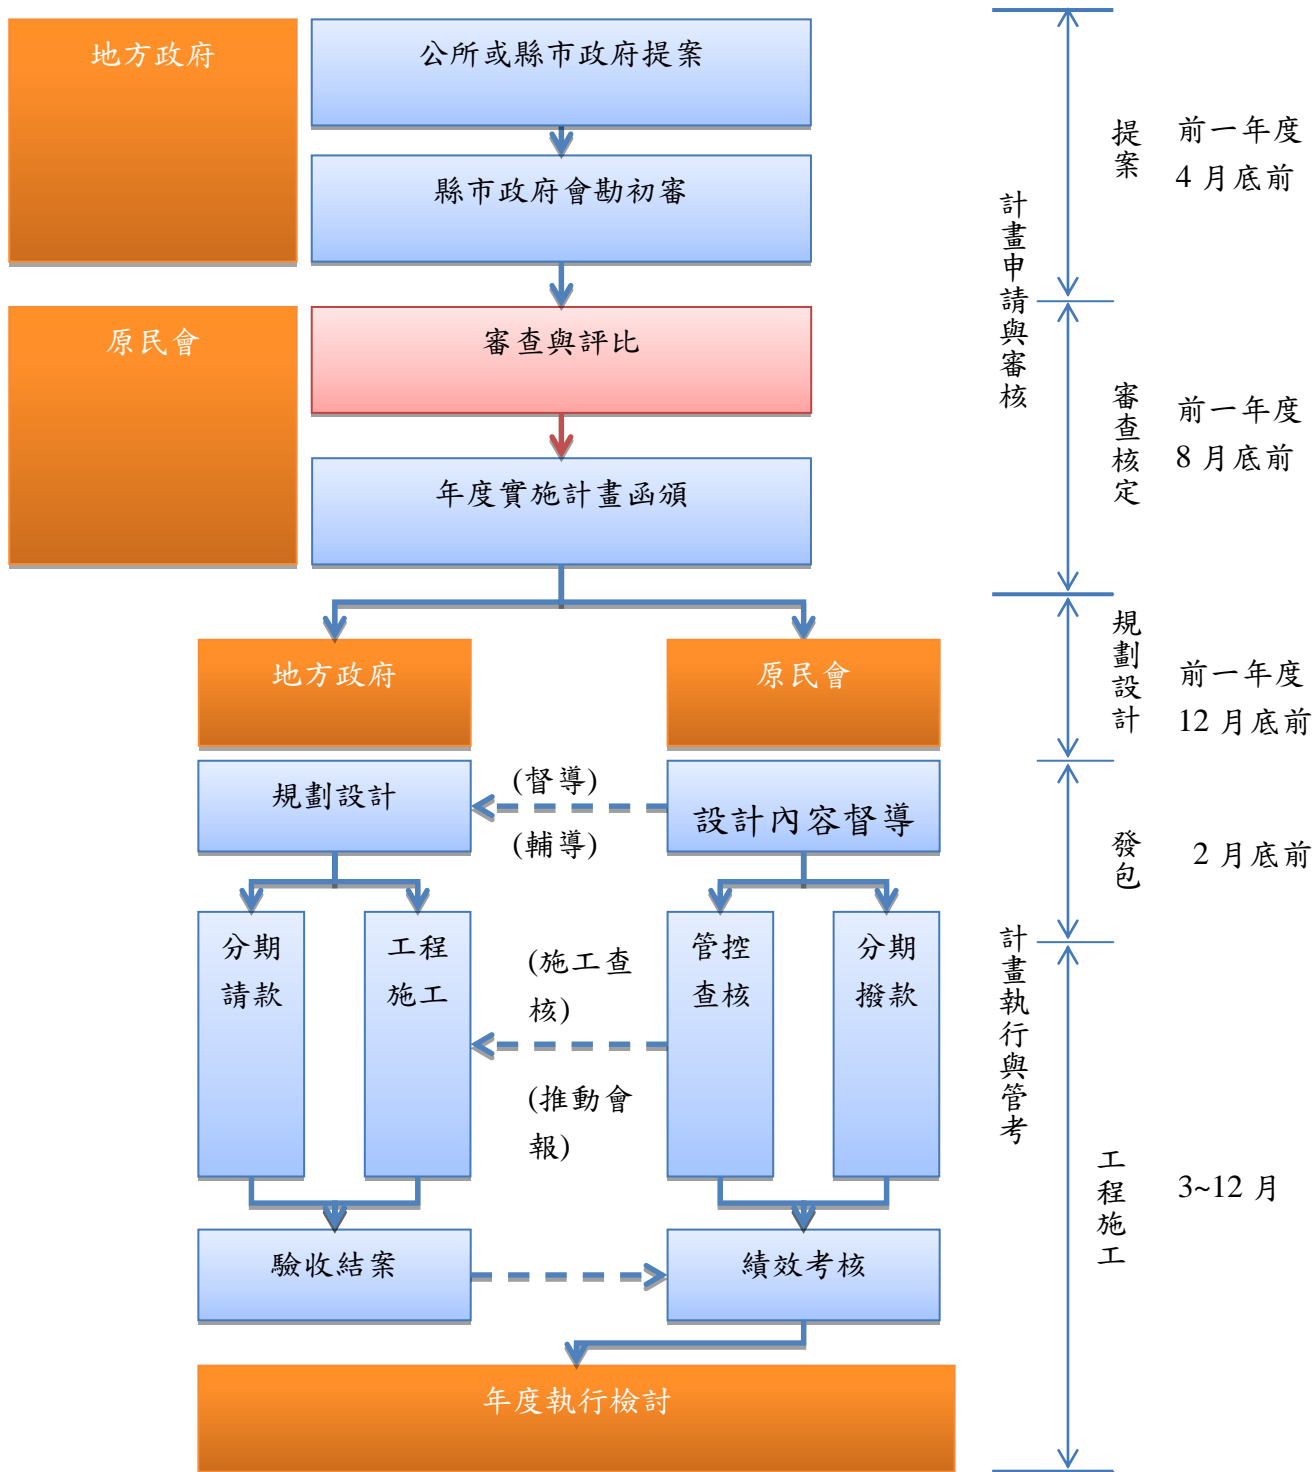 地方政府
公所或縣市政府提案
縣市政府會勘初審
原民會
審查與評比
年度實施計畫函頒
地方政府
原民會
規劃設計
(督導)
(輔導)
設計內容督導
分期
請款
工程
施工
(施工查
核)
(推動會
報)
管控
查核
分期
撥款
驗收結案
績效考核
年度執行檢討
計畫申請與審核
提案
前一年度
4 月底前
審查核定
前一年度
8 月底前
規劃設計
前一年度
12 月底前
計畫執行與管考
發包
2 月底前
工程施工
3~12 月